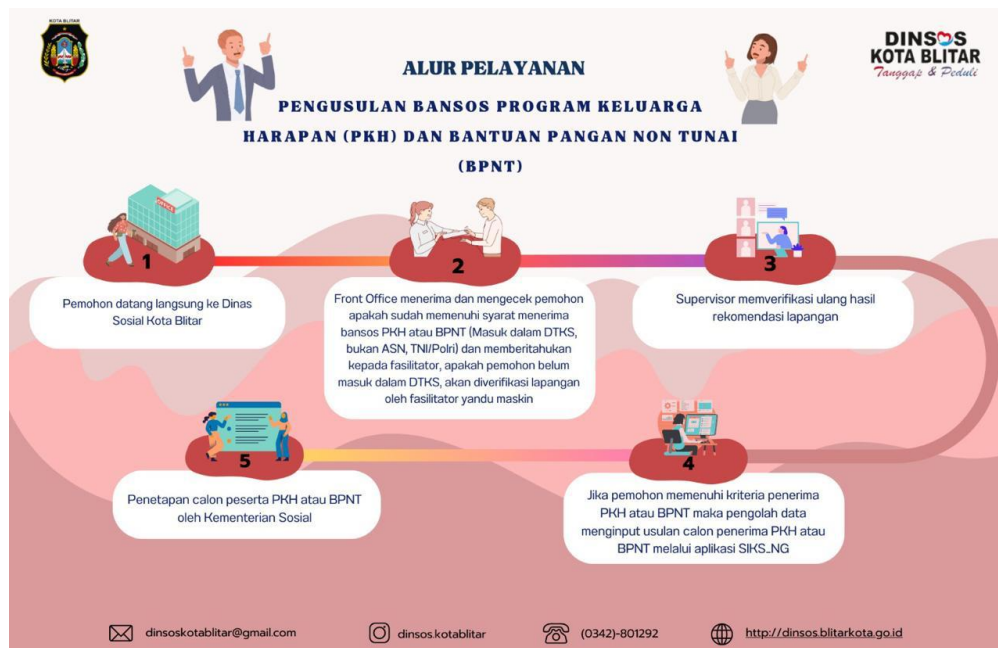 KOTA BLITAR
DINSOS
KOTA BLITAR
Tanggap & Peduli
ALUR PELAYANAN
PENGUSULAN BANSOS PROGRAM KELUARGA
HARAPAN (PKH) DAN BANTUAN PANGAN NON TUNAI
(BPNT)
OFFICE
1
Pemohon datang langsung ke Dinas
Sosial Kota Blitar
2
Front Office menerima dan mengecek pemohon
apakah sudah memenuhi syarat menerima
bansos PKH atau BPNT (Masuk dalam DTKS,
bukan ASN, TNI/Polri) dan memberitahukan
kepada fasilitator, apakah pemohon belum
masuk dalam DTKS, akan diverifikasi lapangan
oleh fasilitator yandu maskin
3
Supervisor memverifikasi ulang hasil
rekomendasi lapangan
4
Jika pemohon memenuhi kriteria penerima
PKH atau BPNT maka pengolah data
menginput usulan calon penerima PKH atau
BPNT melalui aplikasi SIKS_NG
5
Penetapan calon peserta PKH atau BPNT
oleh Kementerian Sosial
dinsoskotablitar@gmail.com
dinsos.kotablitar
(0342)-801292
http://dinsos.blitarkota.go.id